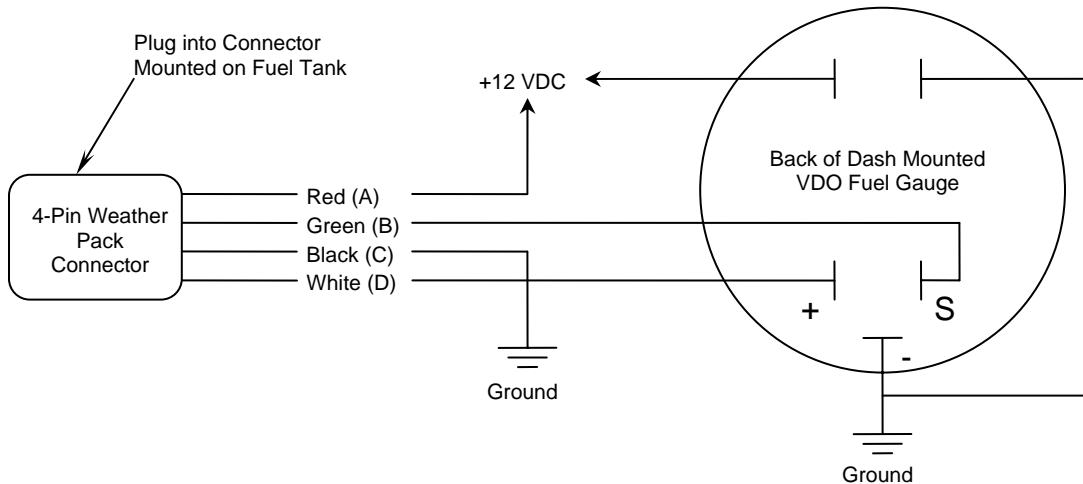 Plug into Connector
Mounted on Fuel Tank
+12 VDC
Back of Dash Mounted
VDO Fuel Gauge
4-Pin Weather
Pack
Connector
Red (A)
Green (B)
Black (C)
White (D)
+
S
-
Ground
Ground